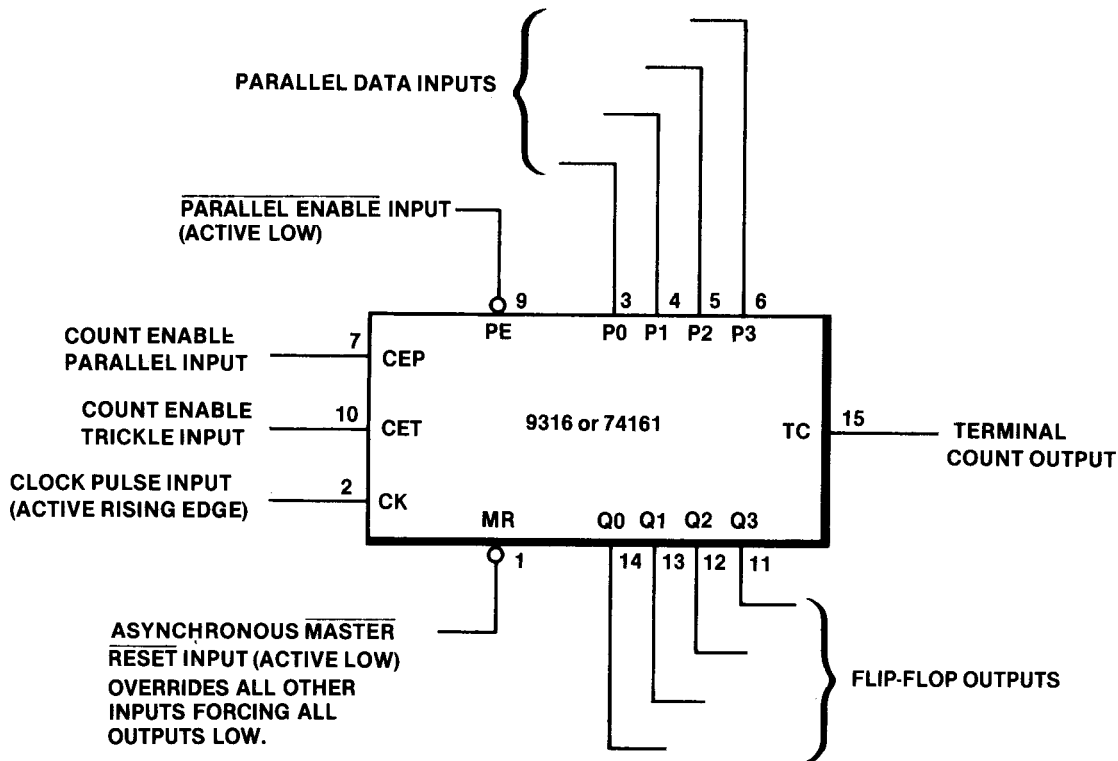 PARALLEL DATA INPUTS
PARALLEL ENABLE INPUT
(ACTIVE LOW)
9
3
4
5
6
PE
P0
P1
P2
P3
COUNT ENABLE
PARALLEL INPUT
7
CEP
COUNT ENABLE
TRICKLE INPUT
10
CET
9316 or 74161
TC
15
TERMINAL
COUNT OUTPUT
CLOCK PULSE INPUT
(ACTIVE RISING EDGE)
2
CK
MR
Q0
Q1
Q2
Q3
1
14
13
12
11
ASYNCHRONOUS MASTER
RESET INPUT (ACTIVE LOW)
OVERRIDES ALL OTHER
INPUTS FORCING ALL
OUTPUTS LOW.
FLIP-FLOP OUTPUTS